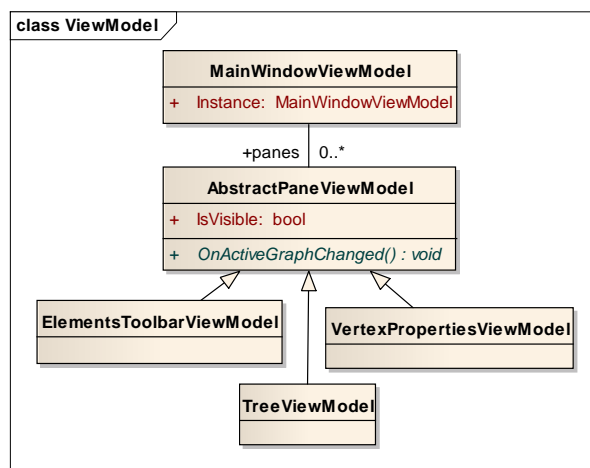 class ViewModel
MainWindowViewModel
+ Instance: MainWindowViewModel
+panes 0..*
AbstractPaneViewModel
+ IsVisible: bool
+ OnActiveGraphChanged() : void
ElementsToolbarViewModel
VertexPropertiesViewModel
TreeViewModel